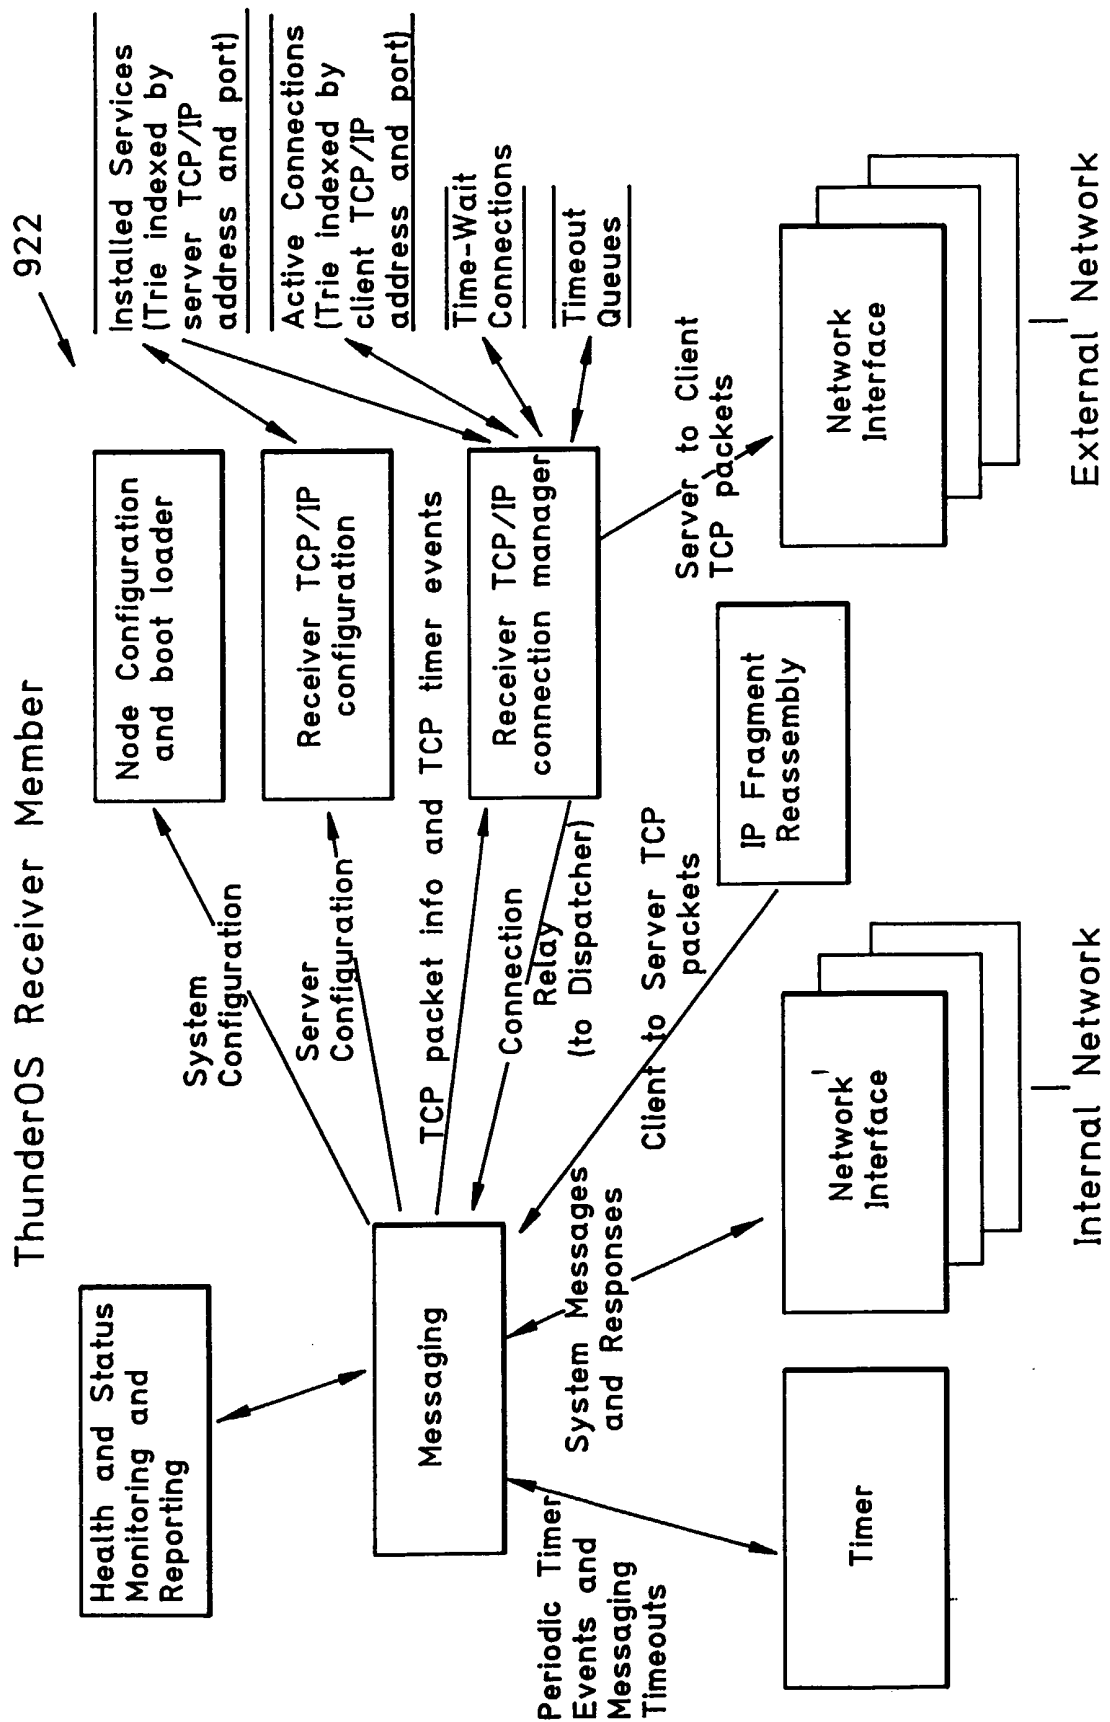 ThunderOS Receiver Member
922
Health and Status
Monitoring and
Reporting
System
Configuration
Node Configuration
and boot loader
Installed Services
(Trie indexed by
server TCP/IP
address and port)
Server
Configuration
Receiver TCP/IP
configuration
Active Connections
(Trie indexed by
client TCP/IP
address and port)
Messaging
TCP packet info and TCP timer events
Receiver TCP/IP
connection manager
Time-Wait
Connections
Connection
Relay
(to Dispatcher)
Timeout
Queues
Periodic Timer
Events and
Messaging
Timeouts
System Messages
and Responses
Client to Server TCP
packets
Server to Client
TCP packets
IP Fragment
Reassembly
Timer
Network
Interface
Network
Interface
Internal Network
External Network